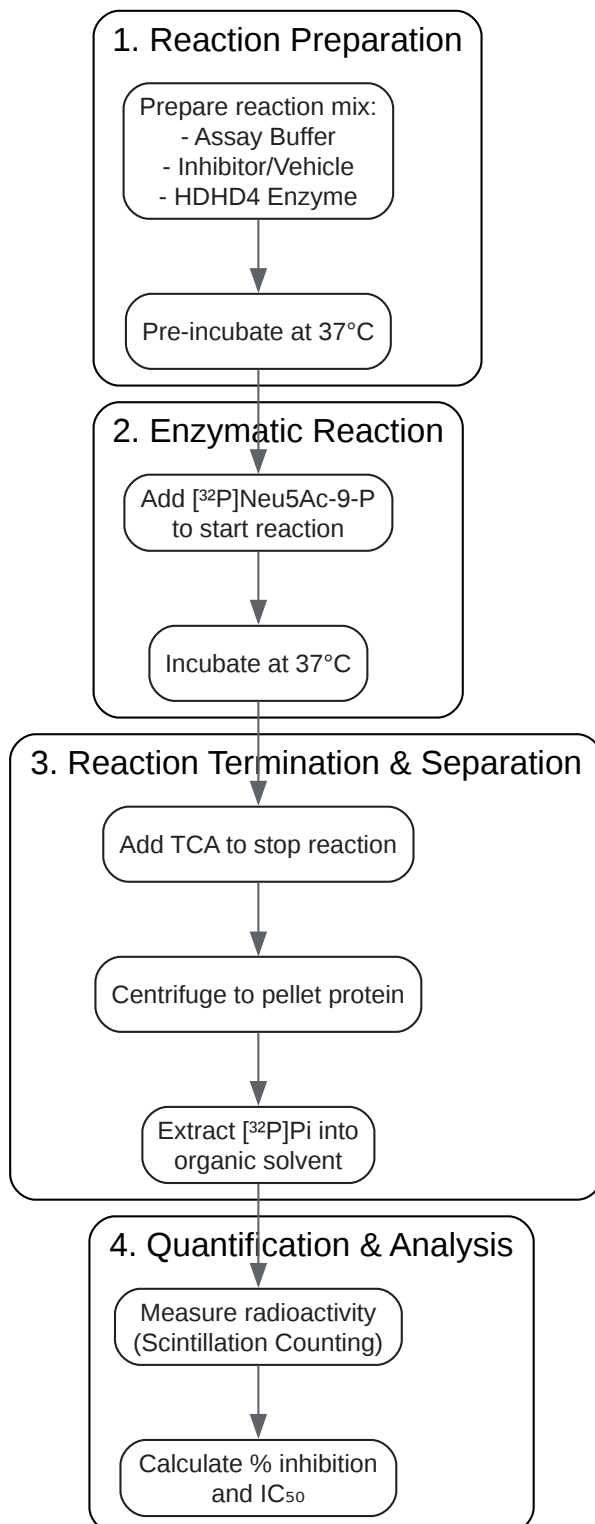 1. Reaction Preparation
Prepare reaction mix:
- Assay Buffer
- Inhibitor/Vehicle
- HDHD4 Enzyme
Pre-incubate at 37°C
2. Enzymatic Reaction
Add [³²P]Neu5Ac-9-P
to start reaction
Incubate at 37°C
3. Reaction Termination & Separation
Add TCA to stop reaction
Centrifuge to pellet protein
Extract [³²P]Pi into
organic solvent
4. Quantification & Analysis
Measure radioactivity
(Scintillation Counting)
Calculate % inhibition
and IC₅₀